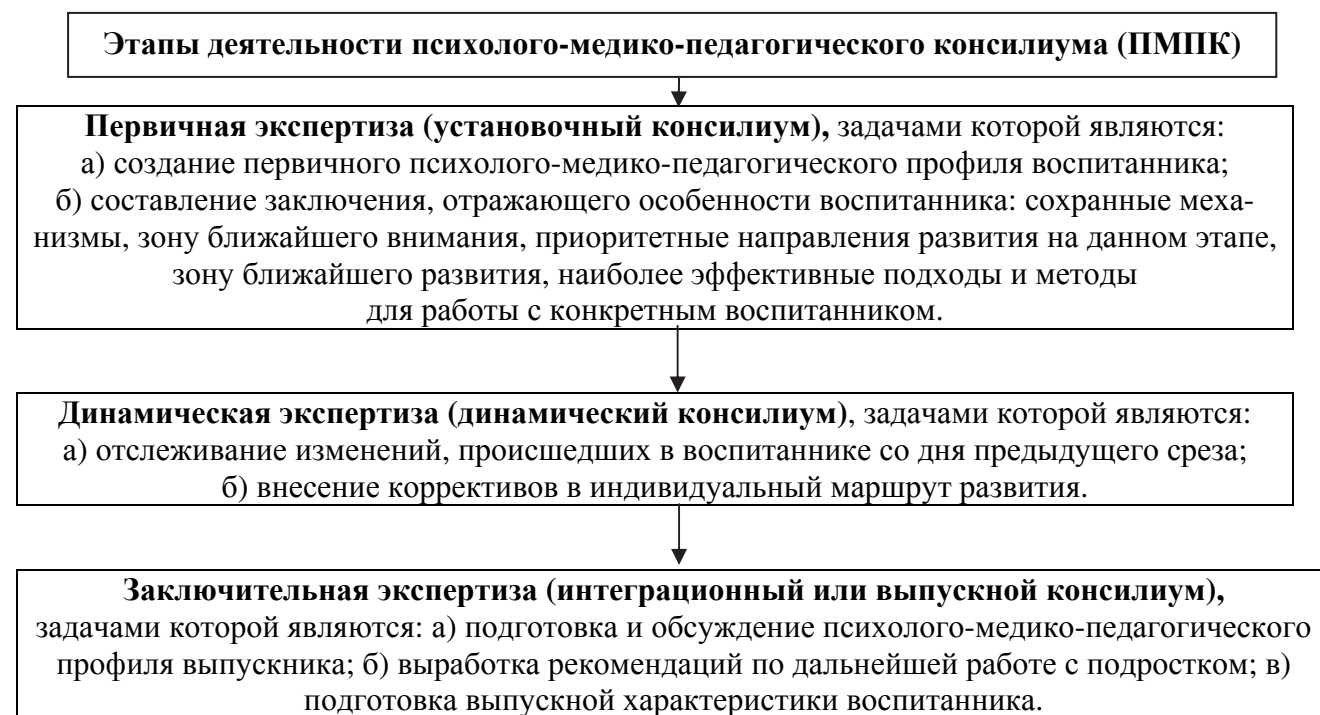 Этапы деятельности психолого-медико-педагогического консилиума (ПМПК)
Первичная экспертиза (установочный консилиум), задачами которой являются:
а) создание первичного психолого-медико-педагогического профиля воспитанника;
б) составление заключения, отражающего особенности воспитанника: сохранные меха-
низмы, зону ближайшего внимания, приоритетные направления развития на данном этапе,
зону ближайшего развития, наиболее эффективные подходы и методы
для работы с конкретным воспитанником.
Динамическая экспертиза (динамический консилиум), задачами которой являются:
а) отслеживание изменений, происшедших в воспитаннике со дня предыдущего среза;
б) внесение коррективов в индивидуальный маршрут развития.
Заключительная экспертиза (интеграционный или выпускной консилиум),
задачами которой являются: а) подготовка и обсуждение психолого-медико-педагогического
профиля выпускника; б) выработка рекомендаций по дальнейшей работе с подростком; в)
подготовка выпускной характеристики воспитанника.